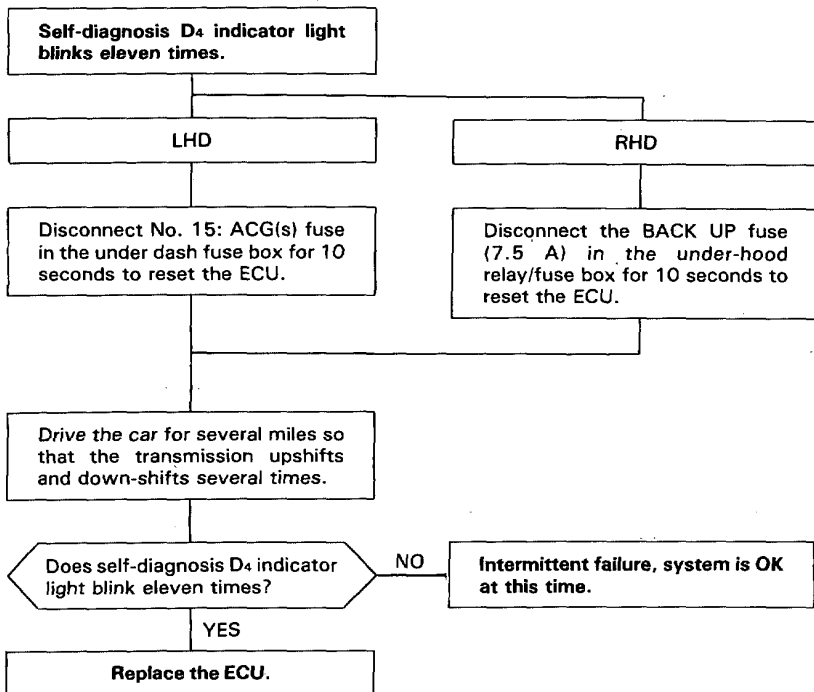 Self-diagnosis D4 indicator light
blinks eleven times.
LHD
RHD
Disconnect No. 15: ACG(s) fuse
in the under dash fuse box for 10
seconds to reset the ECU.
Disconnect the BACK UP fuse
(7.5 A) in the under-hood
relay/fuse box for 10 seconds to
reset the ECU.
Drive the car for several miles so
that the transmission upshifts
and down-shifts several times.
Does self-diagnosis D4 indicator
light blink eleven times?
NO
Intermittent failure, system is OK
at this time.
YES
Replace the ECU.